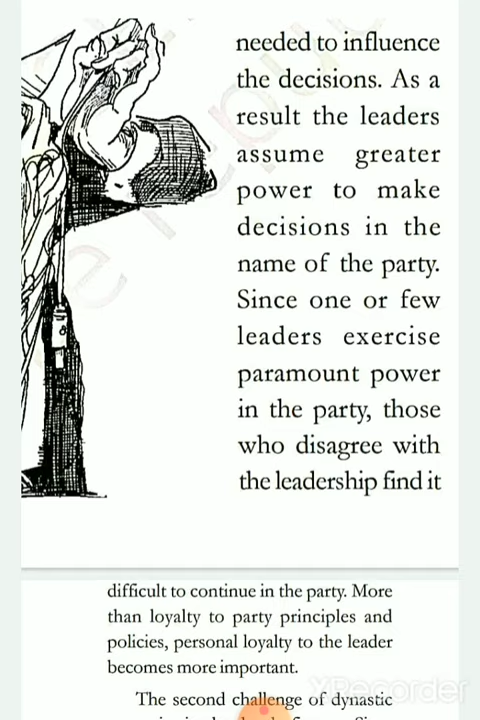 needed to influence
the decisions. As a
result the leaders
assume greater
power to make
decisions in the
name of the party.
Since one or few
leaders exercise
paramount power
in the party, those
who disagree with
the leadership find it
difficult to continue in the party. More
than loyalty to party principles and
policies, personal loyalty to the leader
becomes more important.
The second challenge of dynastic
XRecorder